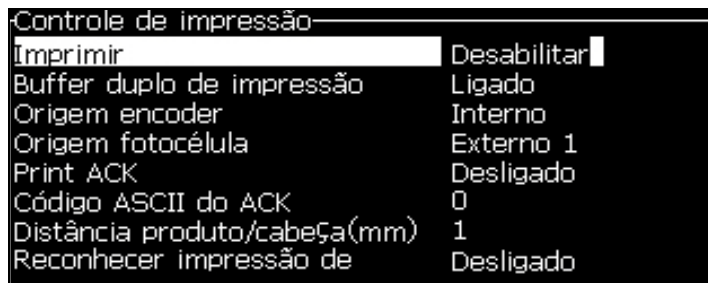 Controle de impressão
Imprimir Desabilitar
Buffer duplo de impressão Ligado
Origem encoder Interno
Origem fotocélula Externo 1
Print ACK Desligado
Código ASCII do ACK 0
Distância produto/cabeça(mm) 1
Reconhecer impressão de Desligado